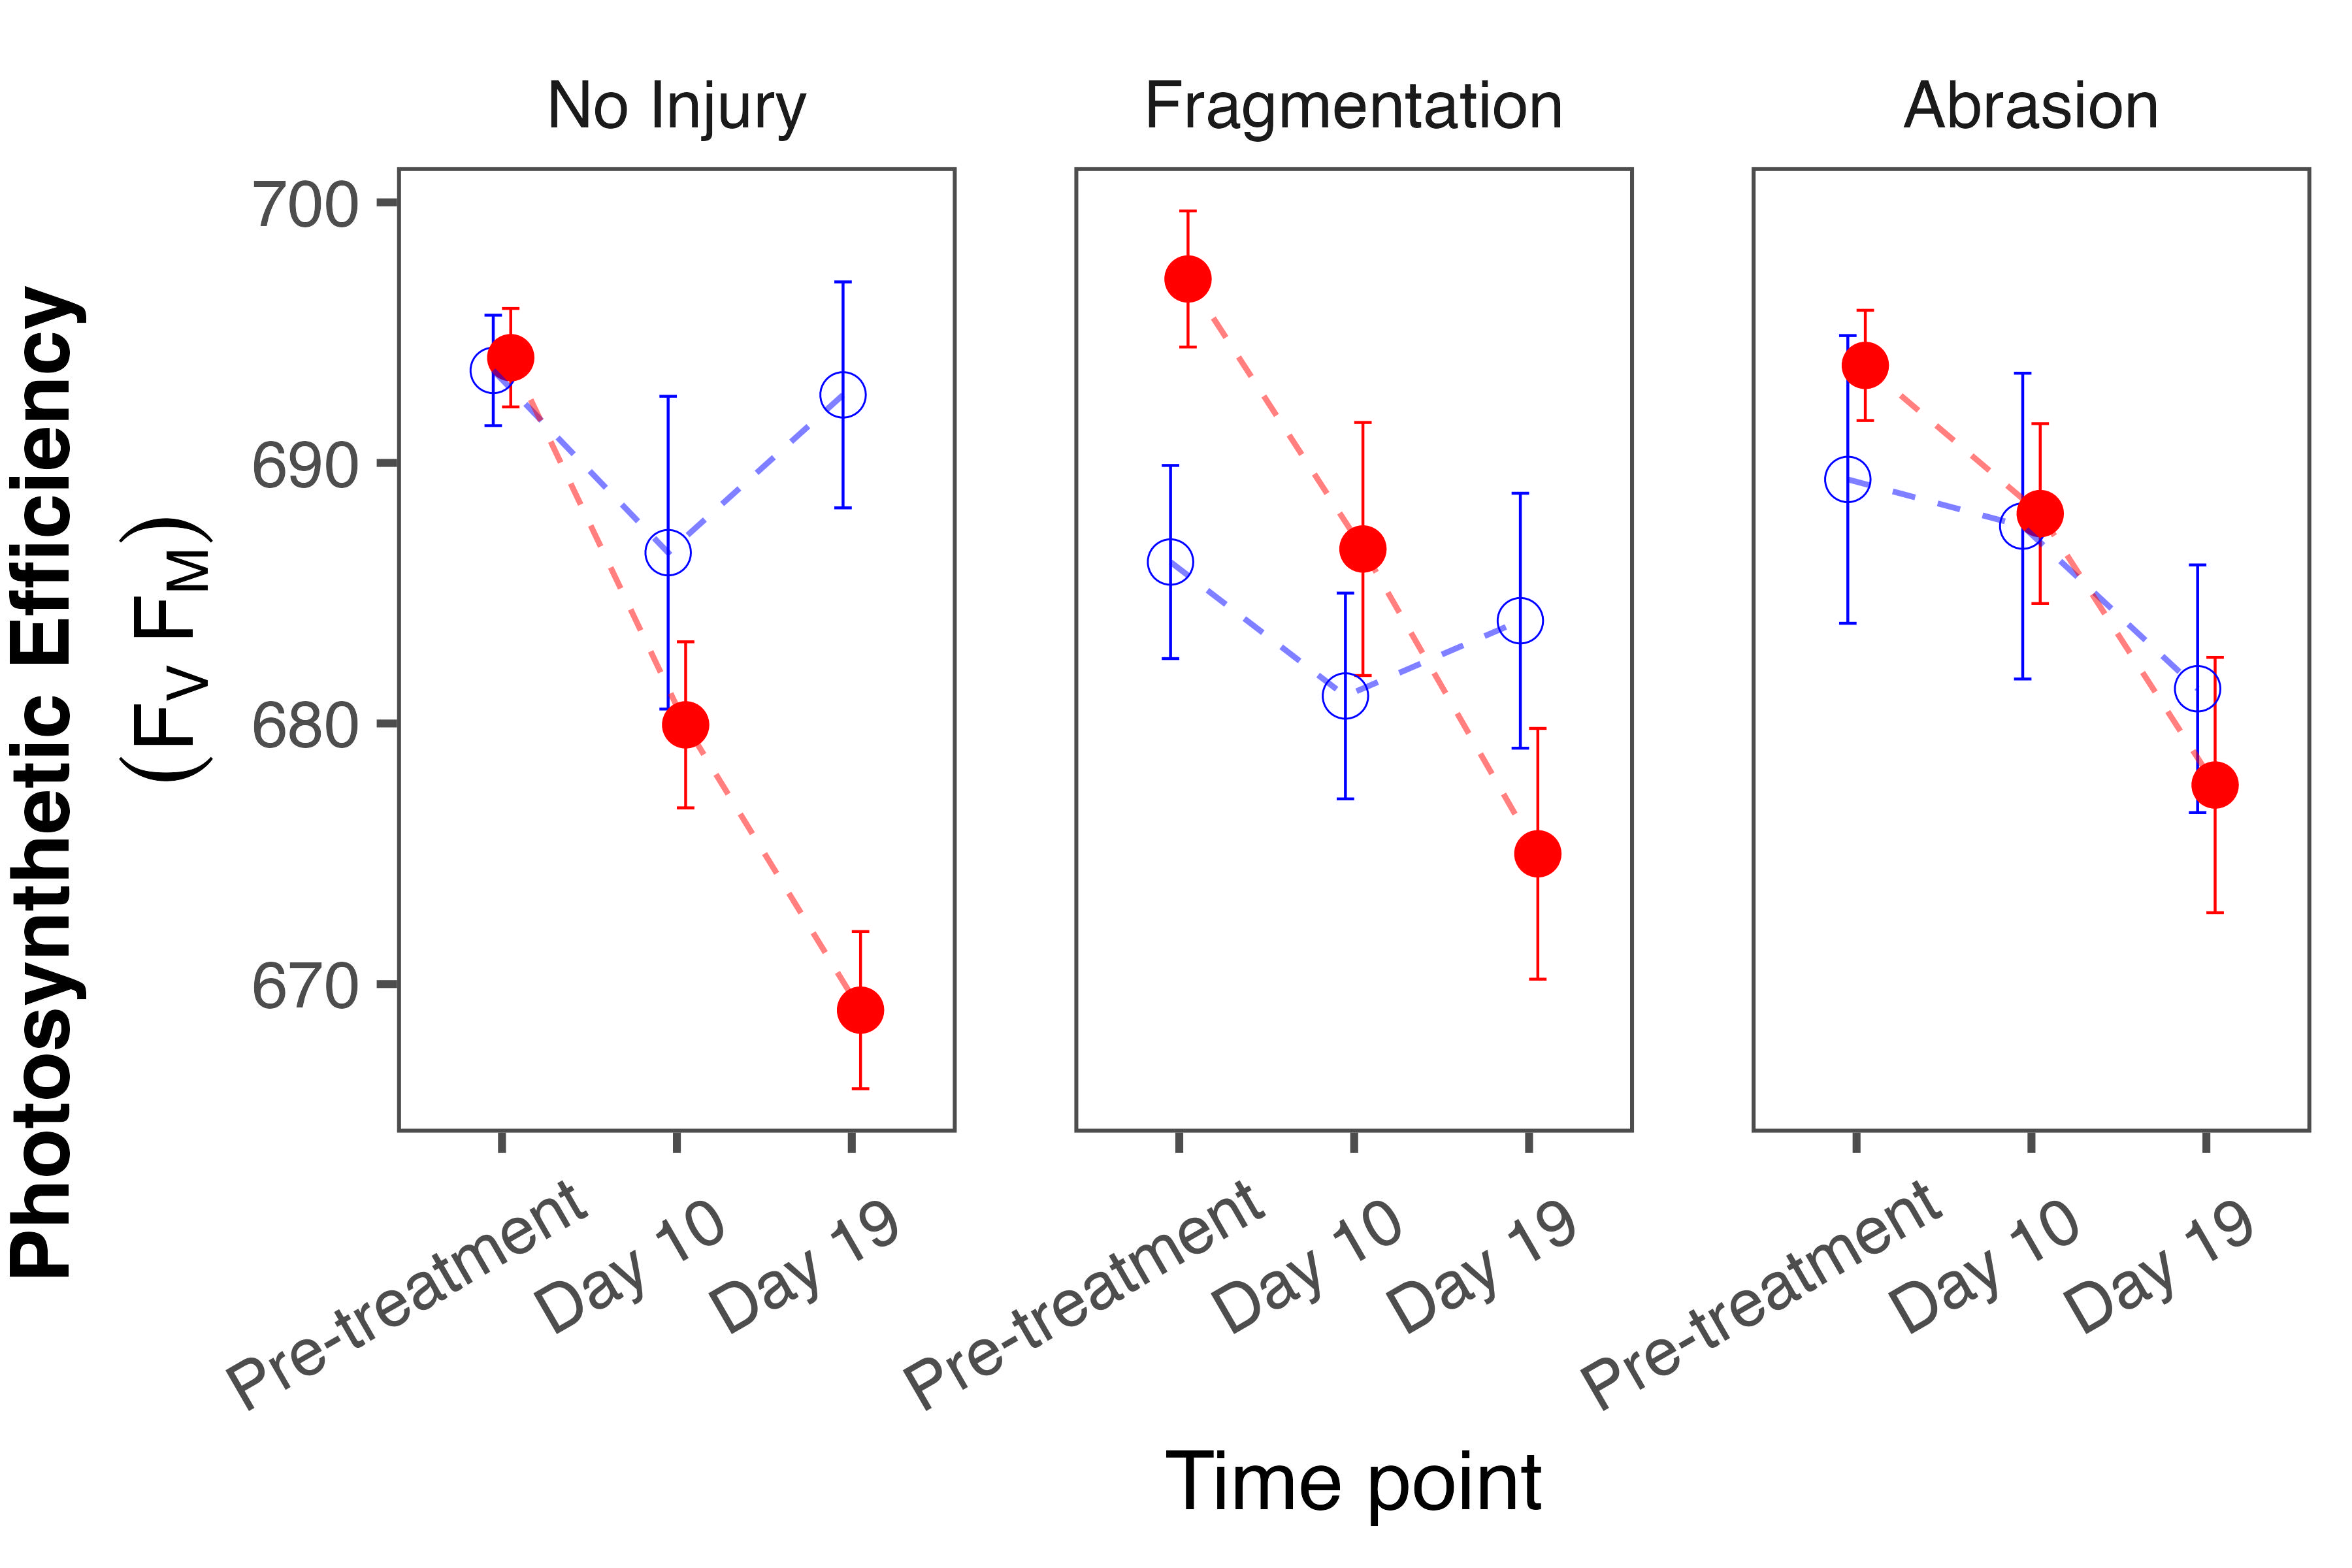 No Injury
Fragmentation
Abrasion
Photosynthetic Efficiency
(FV FM)
700
690
680
670
Pre-treatment
Day 10
Day 19
Pre-treatment
Day 10
Day 19
Pre-treatment
Day 10
Day 19
Time point